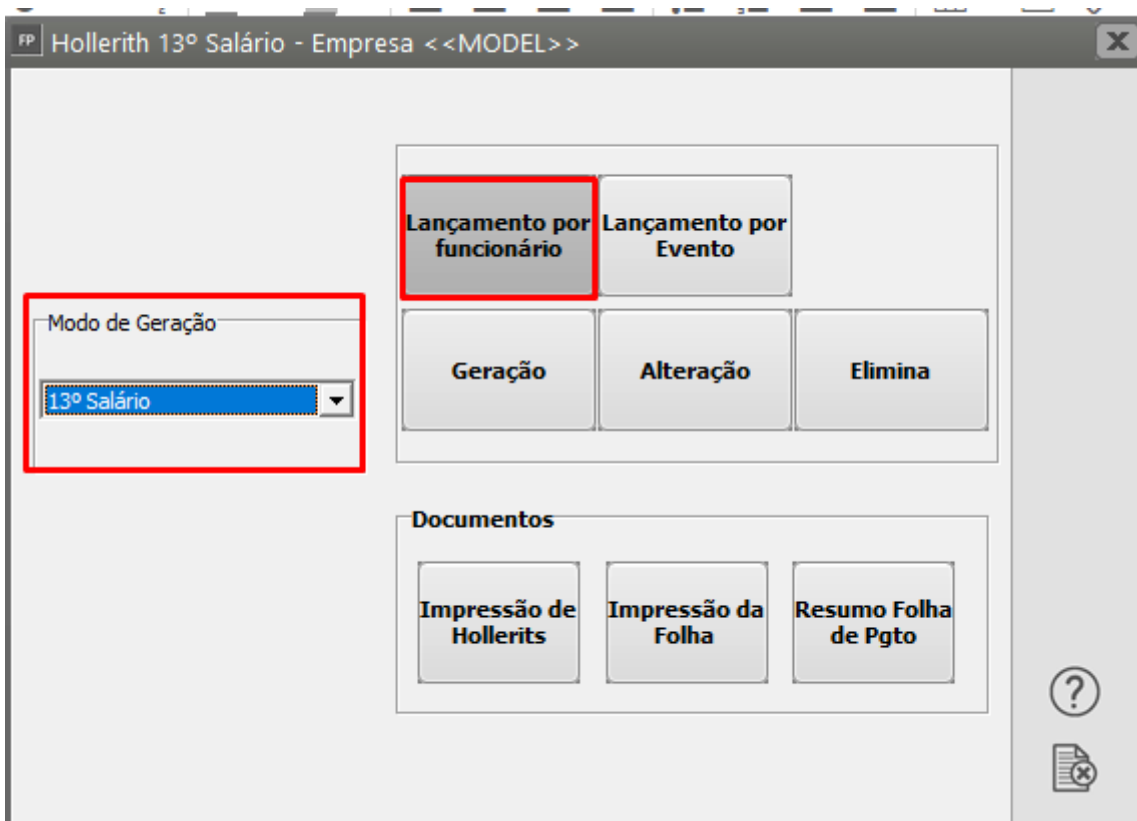 FP Hollerith 13º Salário - Empresa <<MODEL>>
Lançamento por
funcionário
Lançamento por
Evento
Modo de Geração
13º Salário
Geração
Alteração
Elimina
Documentos
Impressão de
Hollerits
Impressão da
Folha
Resumo Folha
de Pgto
?